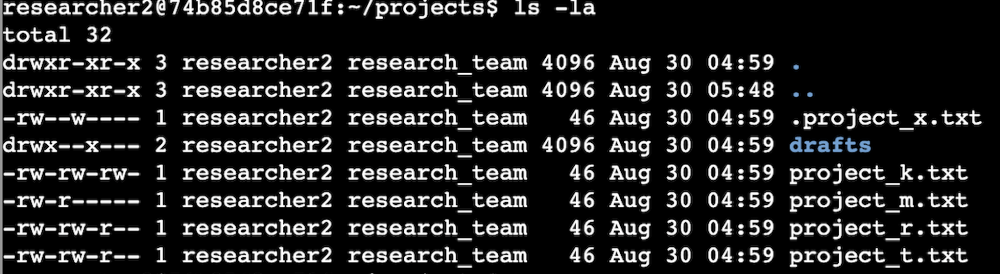 researcher2@74b85d8ce71f:~/projects$ ls -la
total 32
drwxr-xr-x 3 researcher2 research_team 4096 Aug 30 04:59 .
drwxr-xr-x 3 researcher2 research_team 4096 Aug 30 05:48 ..
-rw--w---- 1 researcher2 research_team   46 Aug 30 04:59 .project_x.txt
drwx--x--- 2 researcher2 research_team 4096 Aug 30 04:59 drafts
-rw-rw-rw- 1 researcher2 research_team   46 Aug 30 04:59 project_k.txt
-rw-r----- 1 researcher2 research_team   46 Aug 30 04:59 project_m.txt
-rw-rw-r-- 1 researcher2 research_team   46 Aug 30 04:59 project_r.txt
-rw-rw-r-- 1 researcher2 research_team   46 Aug 30 04:59 project_t.txt